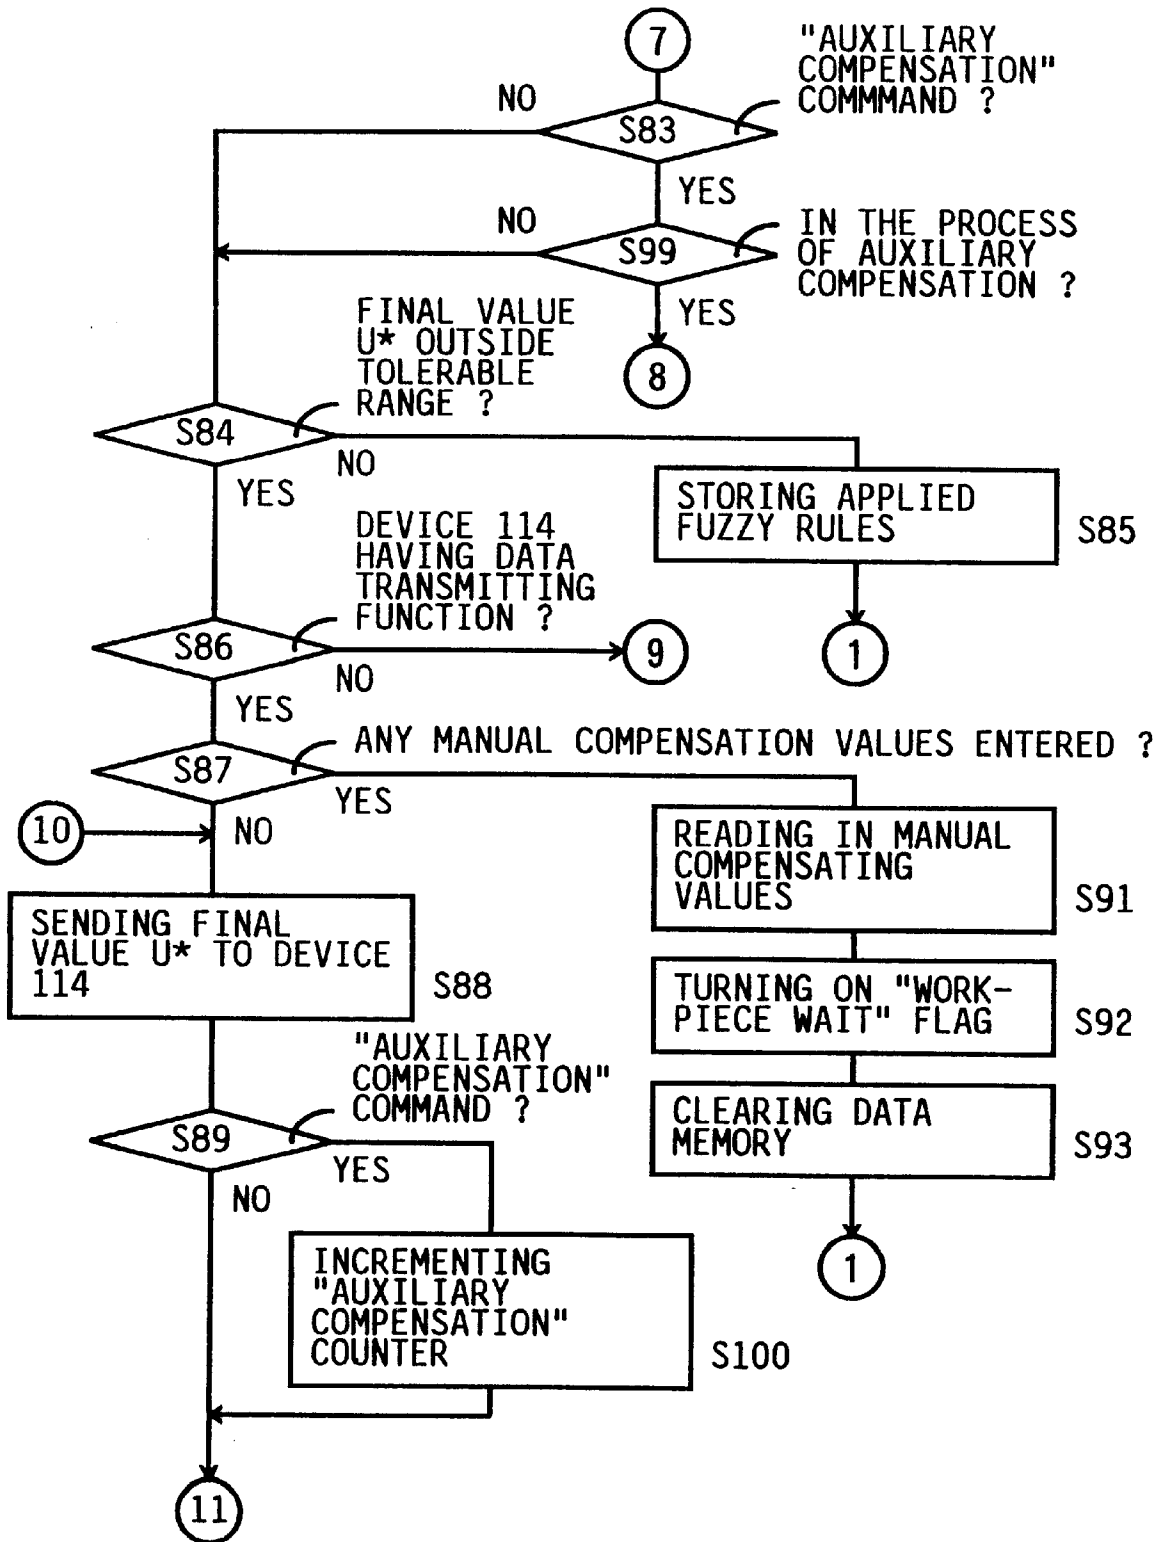 7
"AUXILIARY
COMPENSATION"
COMMMAND ?
NO
S83
YES
NO
S99
IN THE PROCESS
OF AUXILIARY
COMPENSATION ?
YES
8
FINAL VALUE
U* OUTSIDE
TOLERABLE
RANGE ?
S84
NO
YES
STORING APPLIED
FUZZY RULES
S85
1
DEVICE 114
HAVING DATA
TRANSMITTING
FUNCTION ?
S86
NO
9
YES
ANY MANUAL COMPENSATION VALUES ENTERED ?
S87
YES
10
NO
READING IN MANUAL
COMPENSATING
VALUES
S91
SENDING FINAL
VALUE U* TO DEVICE
114
S88
TURNING ON "WORK-
PIECE WAIT" FLAG
S92
"AUXILIARY
COMPENSATION"
COMMAND ?
S89
YES
NO
CLEARING DATA
MEMORY
S93
1
INCREMENTING
"AUXILIARY
COMPENSATION"
COUNTER
S100
11